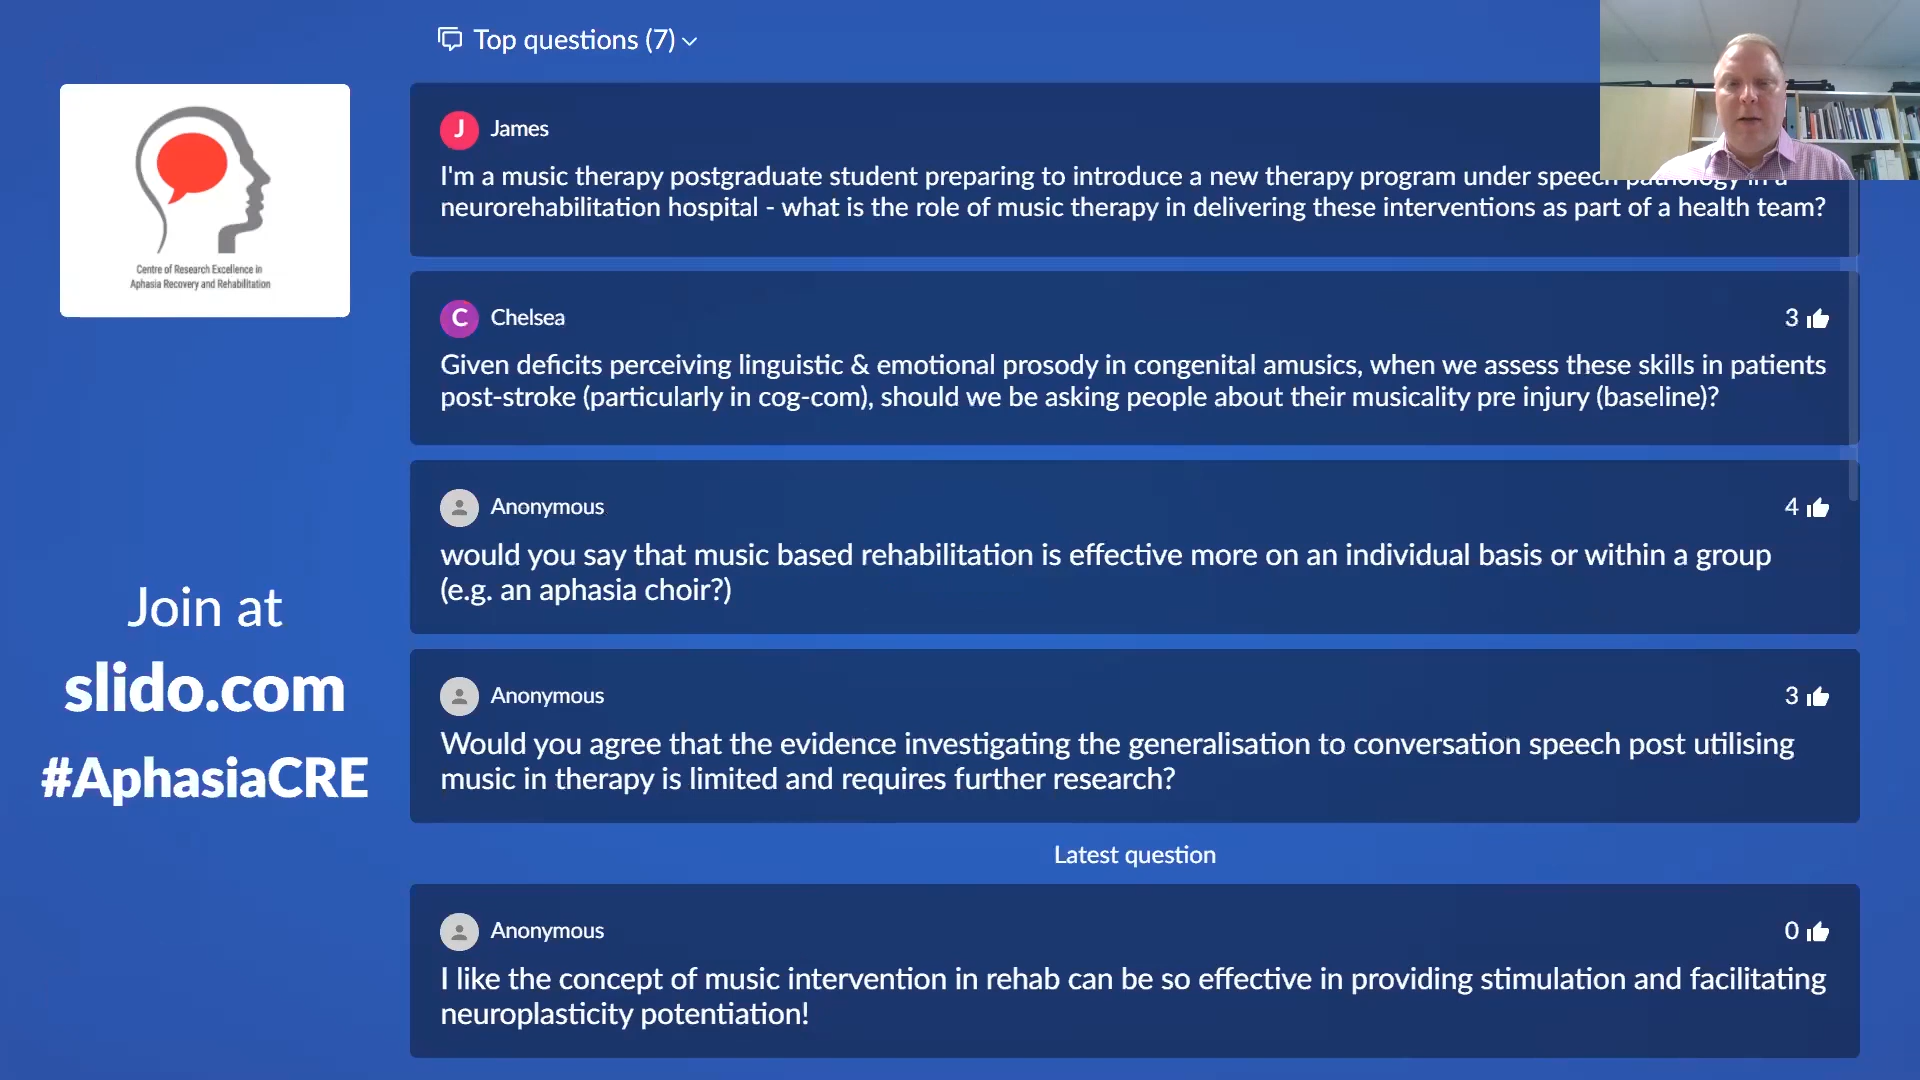 Top questions (7)
Centre of Research Excellence in
Aphasia Recovery and Rehabilitation
Join at
slido.com
#AphasiaCRE
J James
I'm a music therapy postgraduate student preparing to introduce a new therapy program under speech pathology in a
neurorehabilitation hospital - what is the role of music therapy in delivering these interventions as part of a health team?
C Chelsea 3
Given deficits perceiving linguistic & emotional prosody in congenital amusics, when we assess these skills in patients
post-stroke (particularly in cog-com), should we be asking people about their musicality pre injury (baseline)?
Anonymous 4
would you say that music based rehabilitation is effective more on an individual basis or within a group
(e.g. an aphasia choir?)
Anonymous 3
Would you agree that the evidence investigating the generalisation to conversation speech post utilising
music in therapy is limited and requires further research?
Latest question
Anonymous 0
I like the concept of music intervention in rehab can be so effective in providing stimulation and facilitating
neuroplasticity potentiation!